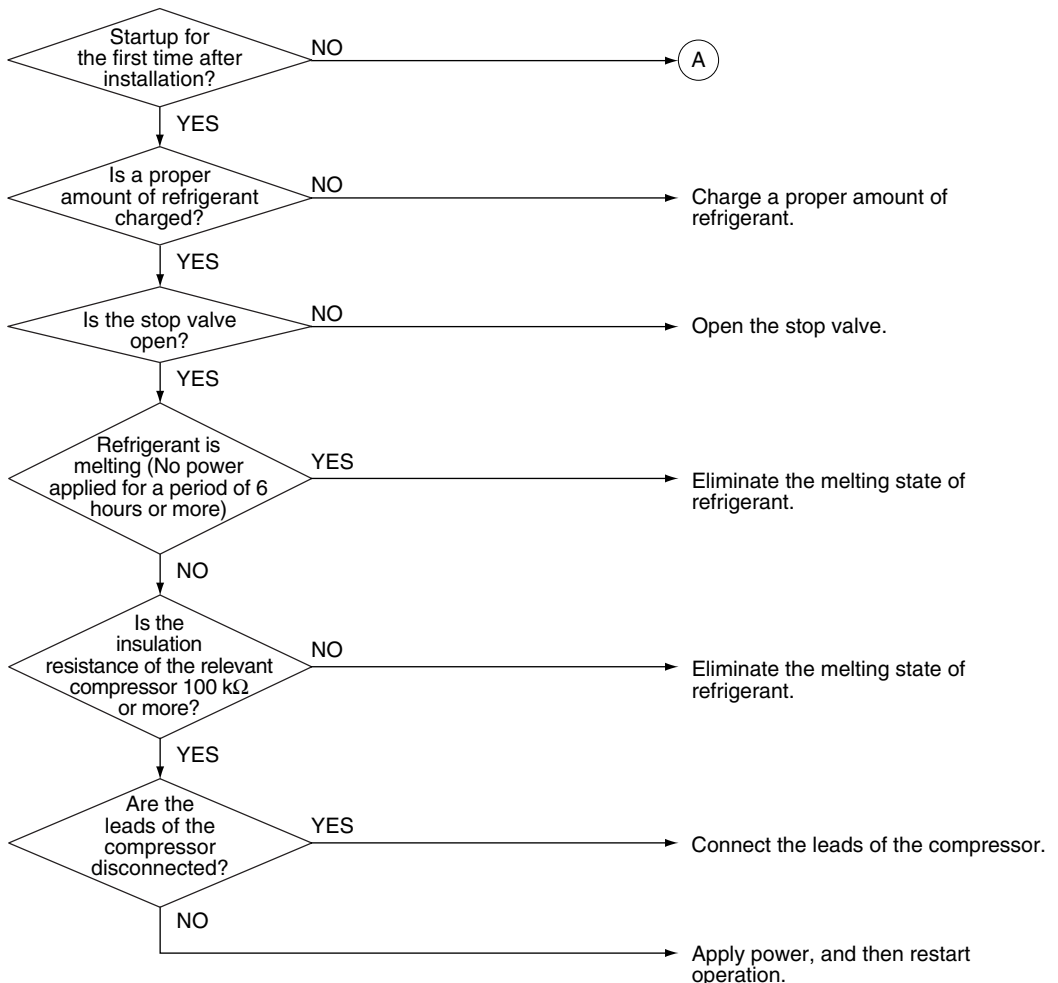 Startup for
the first time after
installation?
NO
A
YES
Is a proper
amount of refrigerant
charged?
NO
Charge a proper amount of
refrigerant.
YES
Is the stop valve
open?
NO
Open the stop valve.
YES
Refrigerant is
melting (No power
applied for a period of 6
hours or more)
YES
Eliminate the melting state of
refrigerant.
NO
Is the
insulation
resistance of the relevant
compressor 100 kΩ
or more?
NO
Eliminate the melting state of
refrigerant.
YES
Are the
leads of the
compressor
disconnected?
YES
Connect the leads of the compressor.
NO
Apply power, and then restart
operation.